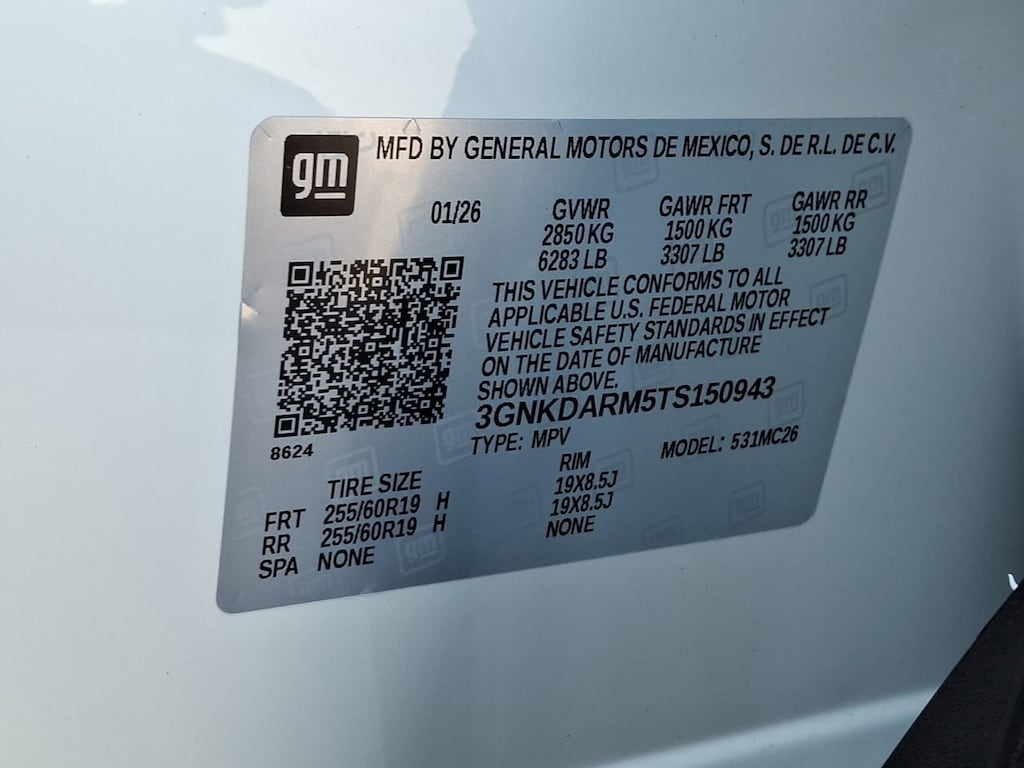 gm MFD BY GENERAL MOTORS DE MEXICO, S. DE R.L. DE C.V.
01/26 GVWR GAWR FRT GAWR RR
2850 KG 1500 KG 1500 KG
6283 LB 3307 LB 3307 LB
THIS VEHICLE CONFORMS TO ALL
APPLICABLE U.S. FEDERAL MOTOR
VEHICLE SAFETY STANDARDS IN EFFECT
ON THE DATE OF MANUFACTURE
SHOWN ABOVE.
3GNKDARM5TS150943
8624
TYPE: MPV MODEL: 531MC26
TIRE SIZE RIM
FRT 255/60R19 H 19X8.5J
RR 255/60R19 H 19X8.5J
SPA NONE NONE